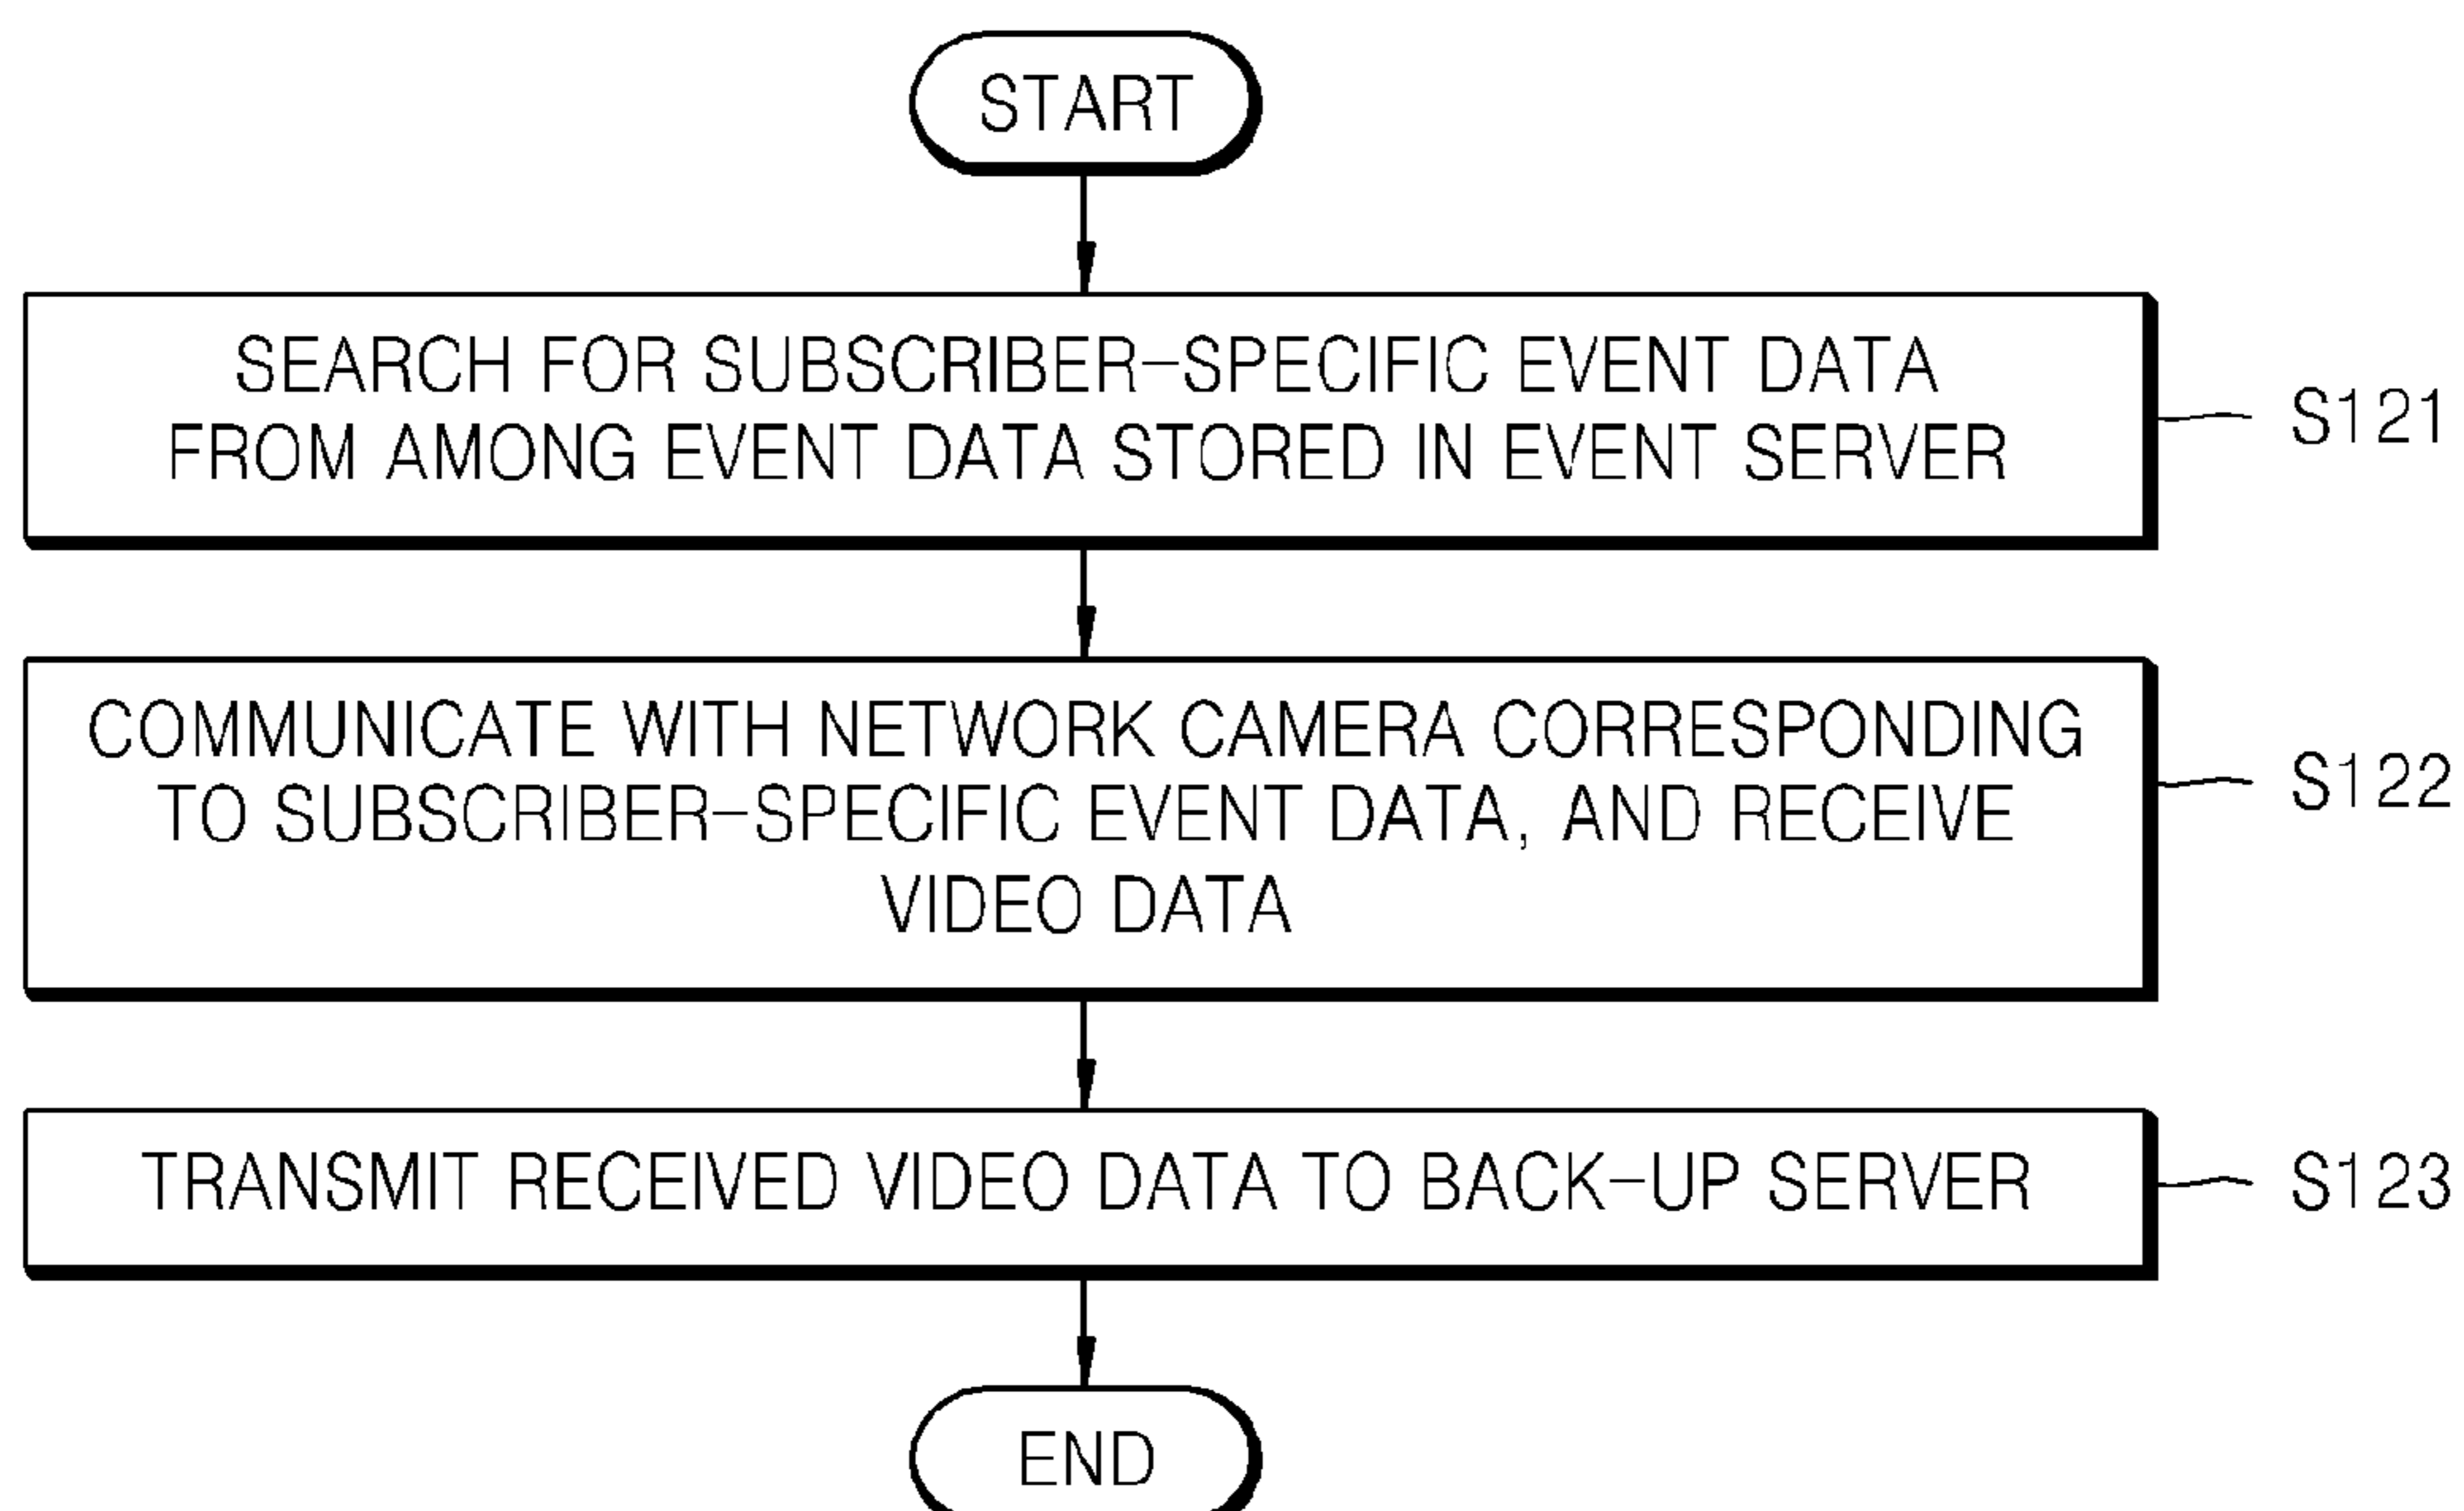 START
SEARCH FOR SUBSCRIBER-SPECIFIC EVENT DATA
FROM AMONG EVENT DATA STORED IN EVENT SERVER
S121
COMMUNICATE WITH NETWORK CAMERA CORRESPONDING
TO SUBSCRIBER-SPECIFIC EVENT DATA, AND RECEIVE
VIDEO DATA
S122
TRANSMIT RECEIVED VIDEO DATA TO BACK-UP SERVER
S123
END